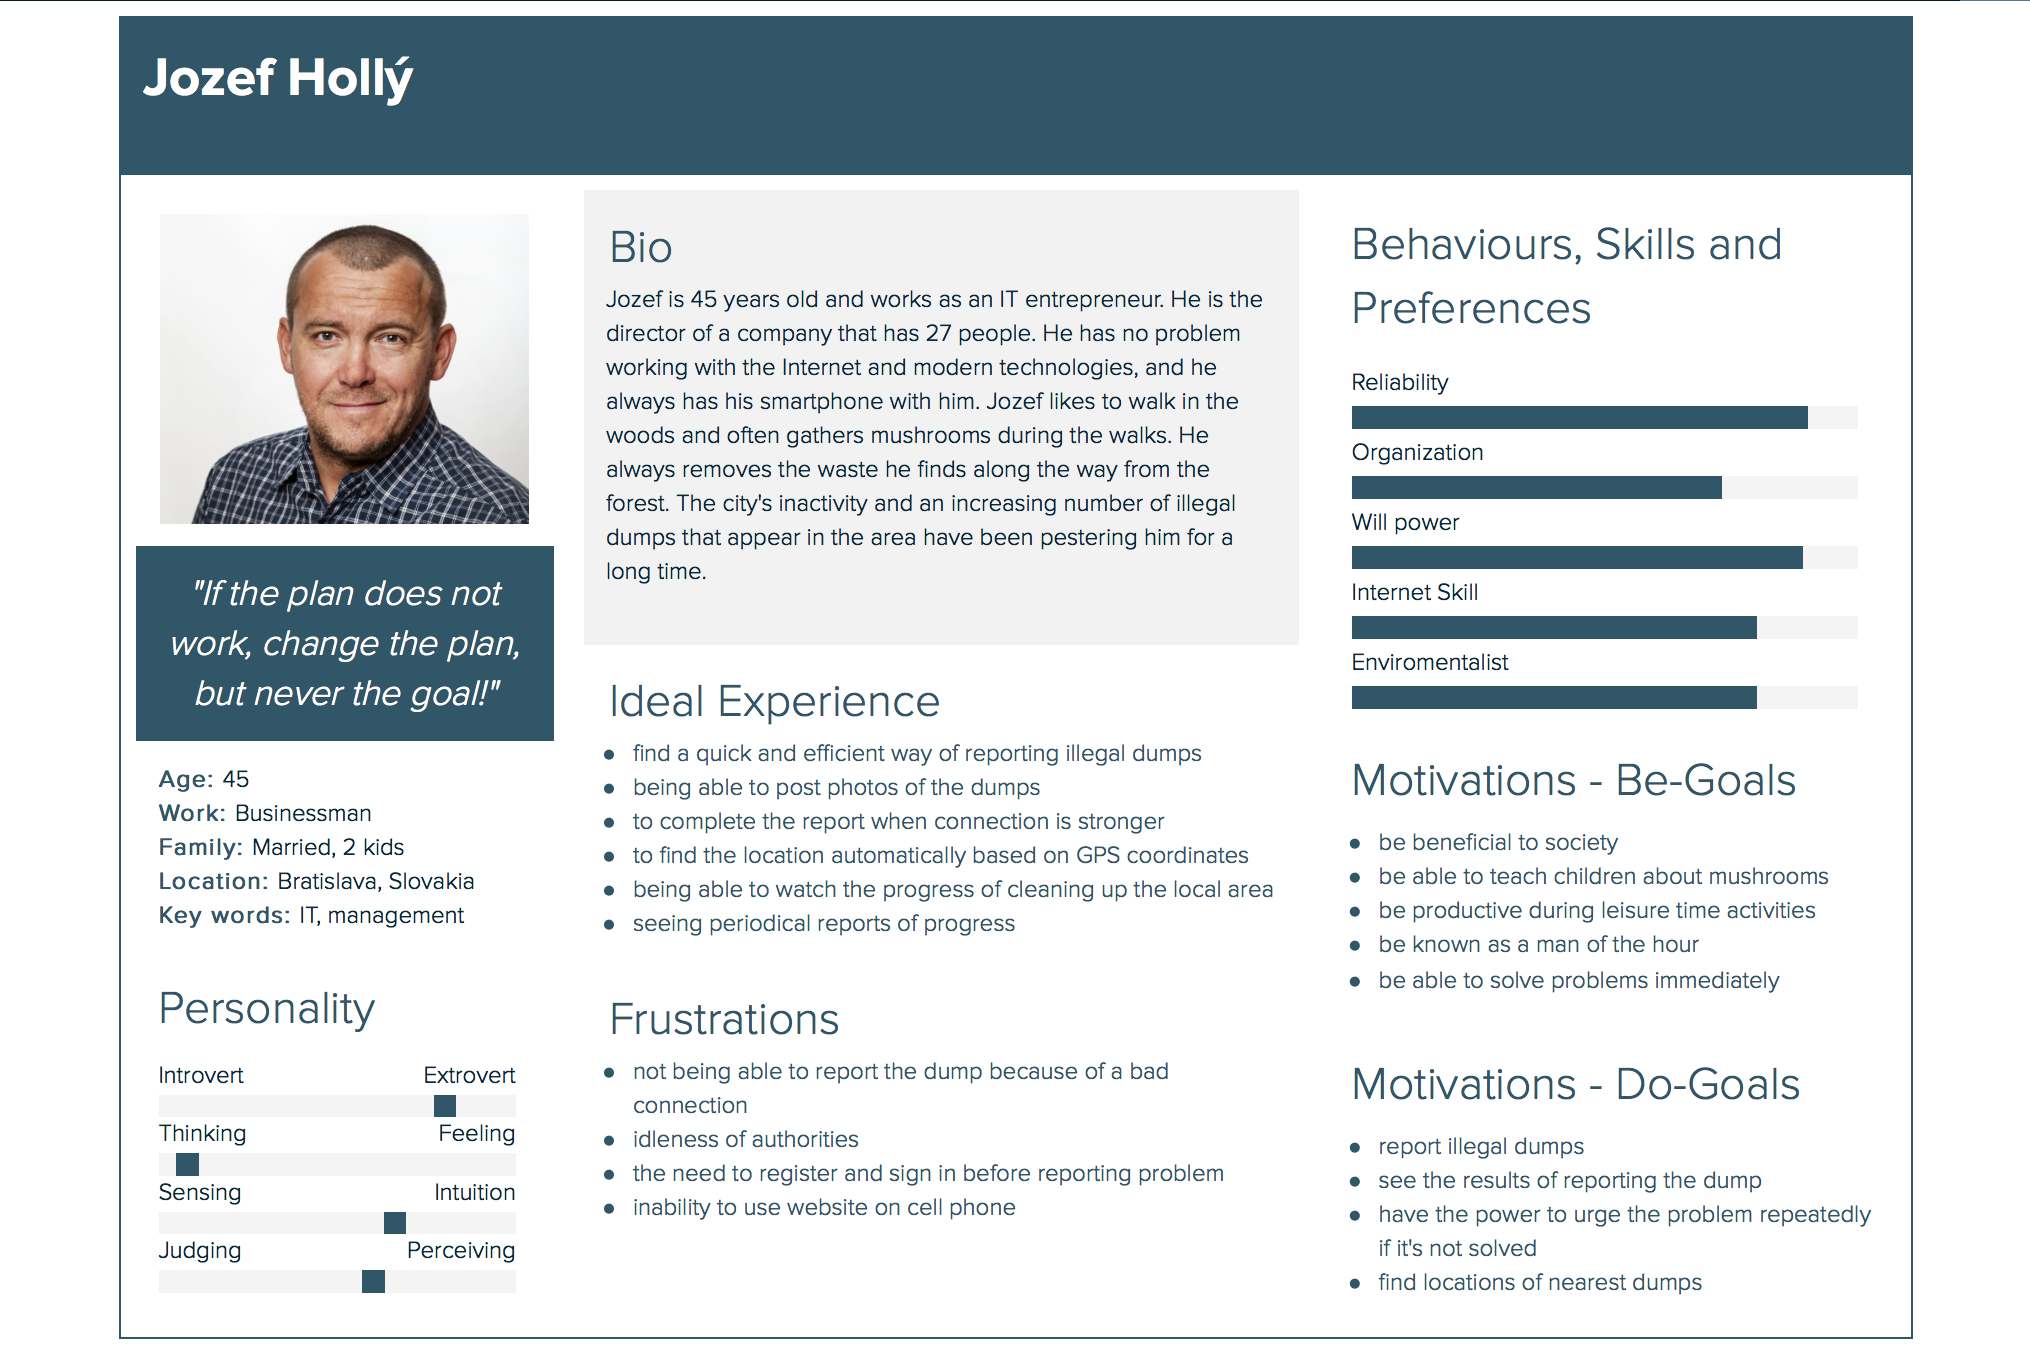 Jozef Hollý
"If the plan does not
work, change the plan,
but never the goal!"
Age: 45
Work: Businessman
Family: Married, 2 kids
Location: Bratislava, Slovakia
Key words: IT, management
Personality
Introvert Extrovert
Thinking Feeling
Sensing Intuition
Judging Perceiving
Bio
Jozef is 45 years old and works as an IT entrepreneur. He is the
director of a company that has 27 people. He has no problem
working with the Internet and modern technologies, and he
always has his smartphone with him. Jozef likes to walk in the
woods and often gathers mushrooms during the walks. He
always removes the waste he finds along the way from the
forest. The city's inactivity and an increasing number of illegal
dumps that appear in the area have been pestering him for a
long time.
Ideal Experience
● find a quick and efficient way of reporting illegal dumps
● being able to post photos of the dumps
● to complete the report when connection is stronger
● to find the location automatically based on GPS coordinates
● being able to watch the progress of cleaning up the local area
● seeing periodical reports of progress
Frustrations
● not being able to report the dump because of a bad
connection
● idleness of authorities
● the need to register and sign in before reporting problem
● inability to use website on cell phone
Behaviours, Skills and
Preferences
Reliability
Organization
Will power
Internet Skill
Enviromentalist
Motivations - Be-Goals
● be beneficial to society
● be able to teach children about mushrooms
● be productive during leisure time activities
● be known as a man of the hour
● be able to solve problems immediately
Motivations - Do-Goals
● report illegal dumps
● see the results of reporting the dump
● have the power to urge the problem repeatedly
if it's not solved
● find locations of nearest dumps